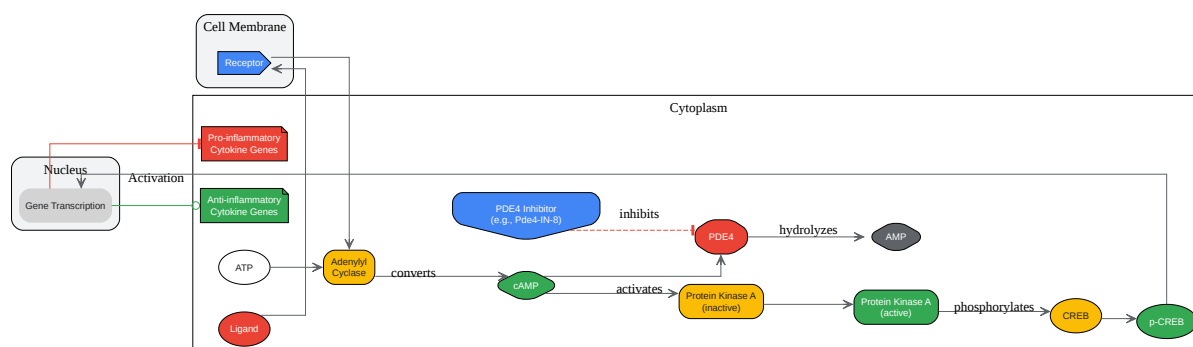 Cell Membrane
Receptor
Cytoplasm
Pro-inflammatory
Cytokine Genes
Nucleus
Activation
Gene Transcription
Anti-inflammatory
Cytokine Genes
PDE4 Inhibitor
(e.g., Pde4-IN-8)
inhibits
PDE4
hydrolyzes
AMP
ATP
Adenylyl
Cyclase
converts
cAMP
activates
Protein Kinase A
(inactive)
Protein Kinase A
(active)
phosphorylates
CREB
p-CREB
Ligand